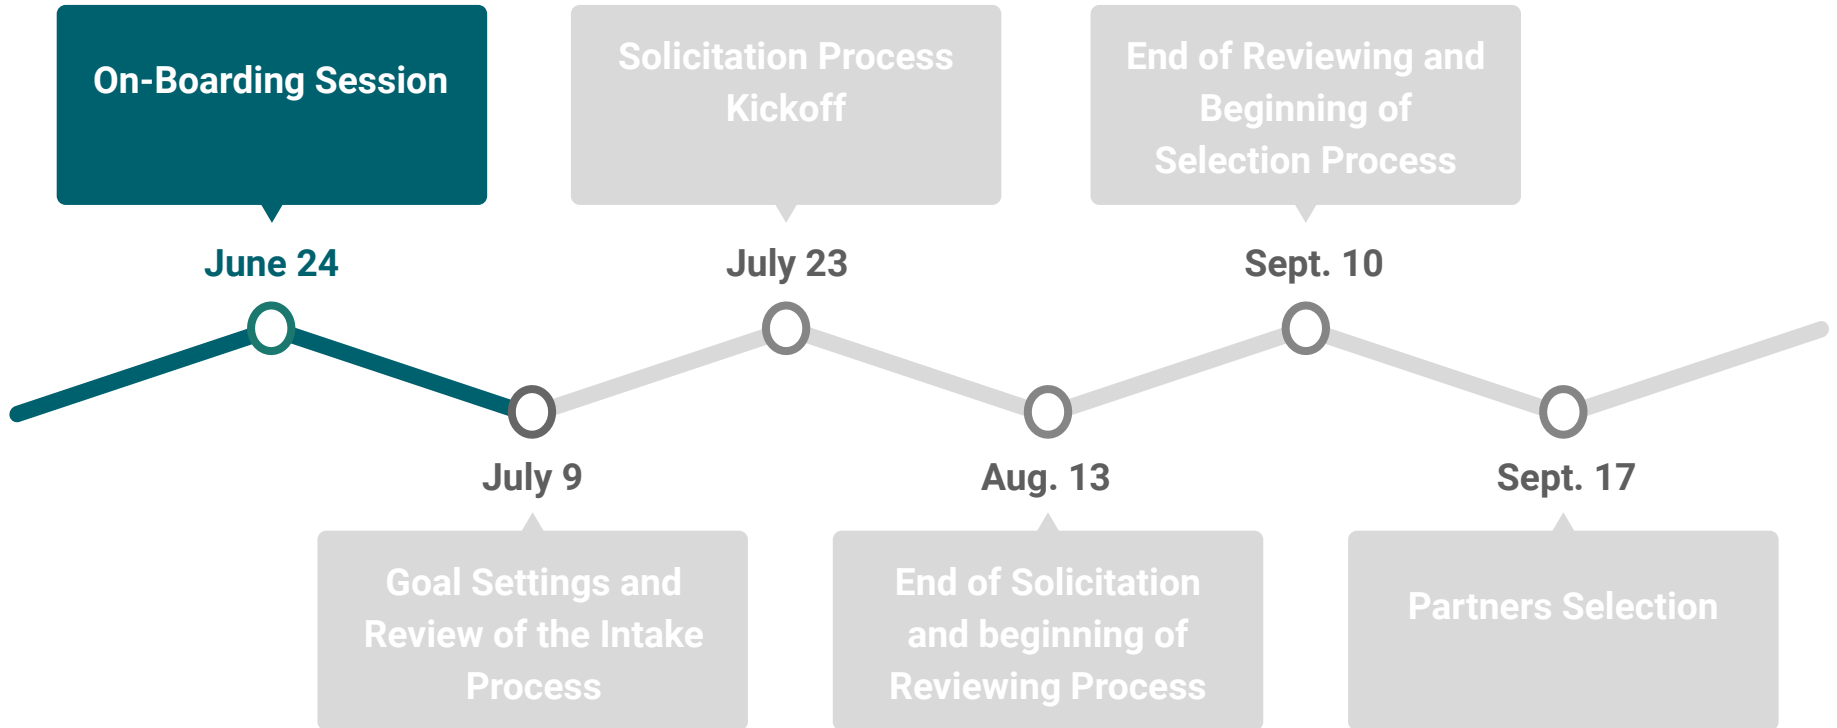 On-Boarding Session
Solicitation Process
Kickoff
End of Reviewing and
Beginning of
Selection Process
June 24
July 23
Sept. 10
July 9
Aug. 13
Sept. 17
Goal Settings and
Review of the Intake
Process
End of Solicitation
and beginning of
Reviewing Process
Partners Selection